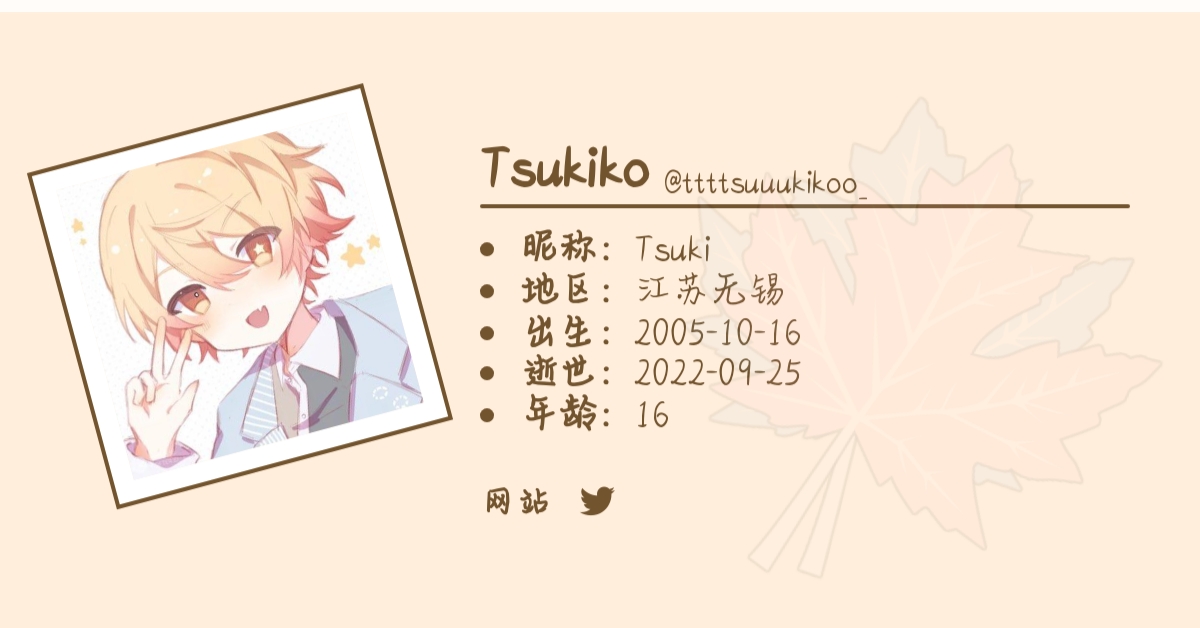 Tsukiko @ttttsuuukikoo_
昵称： Tsuki
地区： 江苏无锡
出生： 2005-10-16
逝世： 2022-09-25
年龄： 16
网站